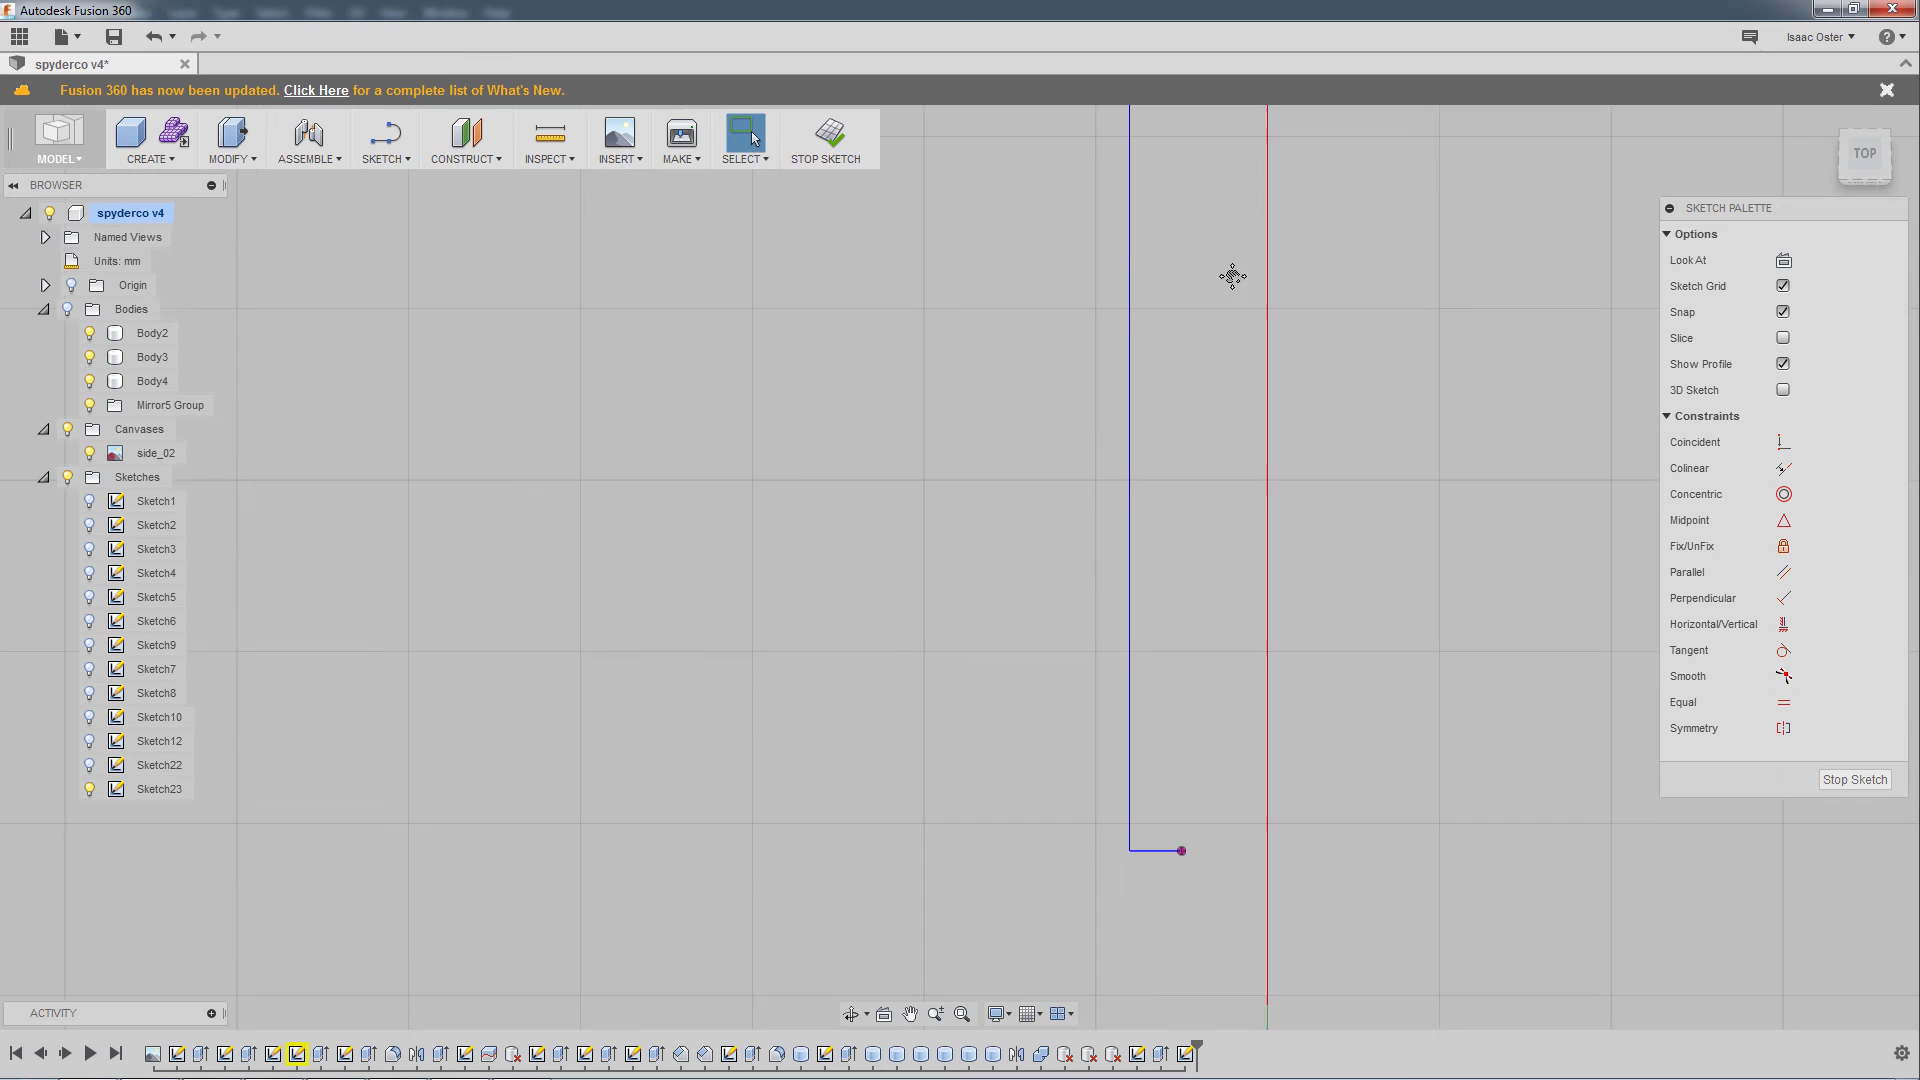 Autodesk Fusion 360
Isaac Oster
spyderco v4*
Fusion 360 has now been updated. Click Here for a complete list of What's New.
MODEL
CREATE
MODIFY
ASSEMBLE
SKETCH
CONSTRUCT
INSPECT
INSERT
MAKE
SELECT
STOP SKETCH
TOP
BROWSER
spyderco v4
Named Views
Units: mm
Origin
Bodies
Body2
Body3
Body4
Mirror5 Group
Canvases
side_02
Sketches
Sketch1
Sketch2
Sketch3
Sketch4
Sketch5
Sketch6
Sketch9
Sketch7
Sketch8
Sketch10
Sketch12
Sketch22
Sketch23
SKETCH PALETTE
Options
Look At
Sketch Grid
Snap
Slice
Show Profile
3D Sketch
Constraints
Coincident
Colinear
Concentric
Midpoint
Fix/UnFix
Parallel
Perpendicular
Horizontal/Vertical
Tangent
Smooth
Equal
Symmetry
Stop Sketch
ACTIVITY